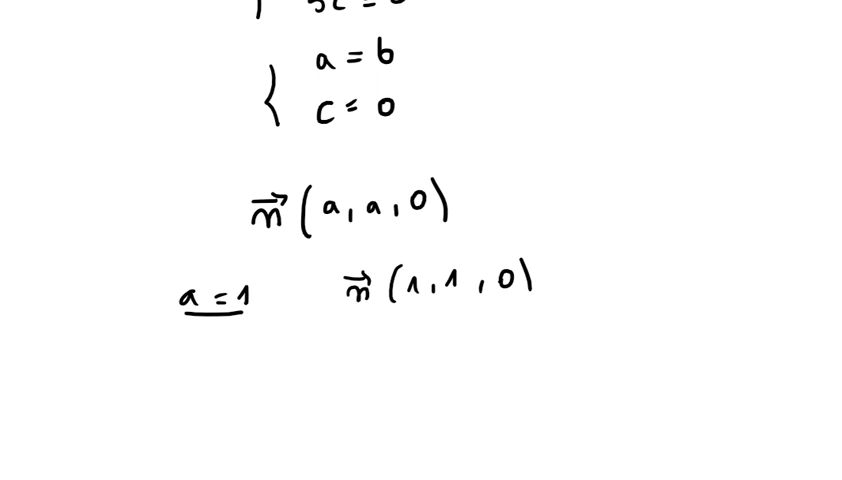 a = b
c = 0
n⃗ (a, a, 0)
a = 1 n⃗ (1, 1, 0)